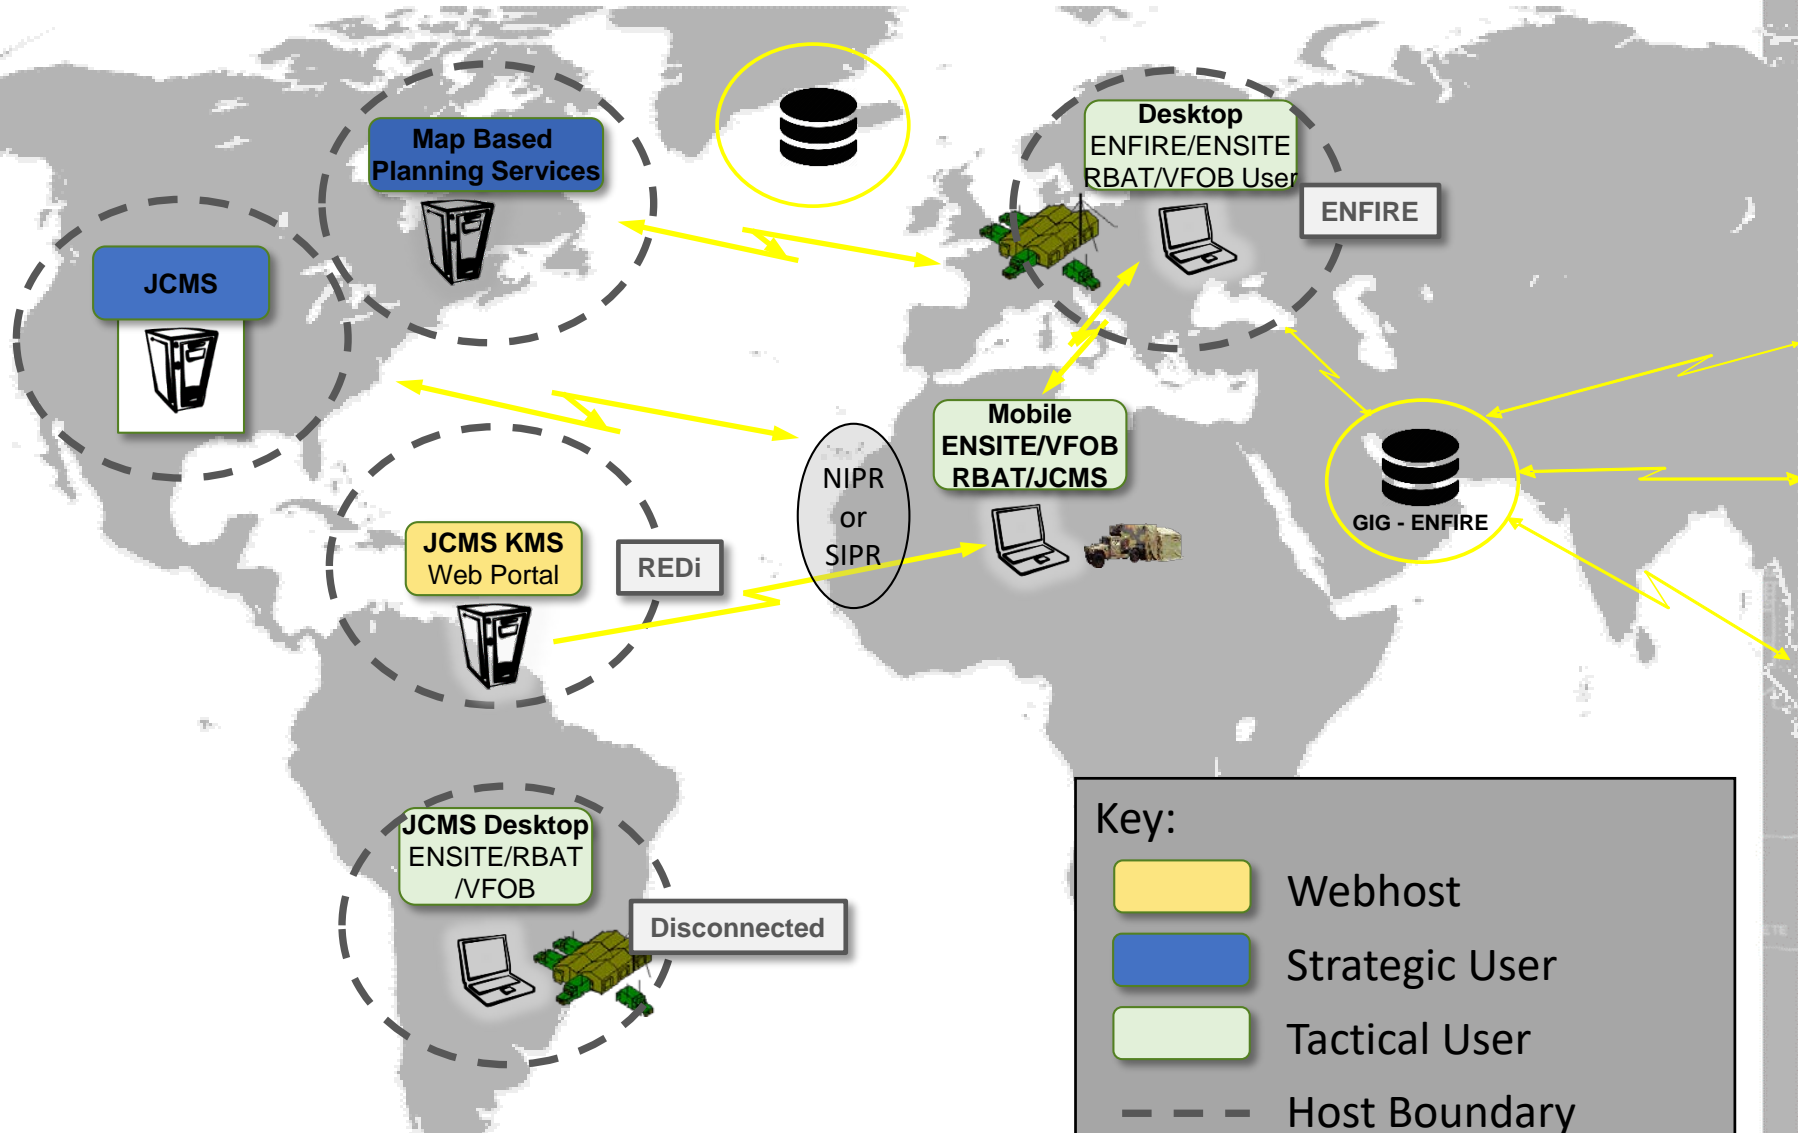 Map Based
Planning Services
Desktop
ENFIRE/ENSITE
RBAT/VFOB User
ENFIRE
JCMS
Mobile
ENSITE/VFOB
RBAT/JCMS
NIPR
or
SIPR
GIG - ENFIRE
JCMS KMS
Web Portal
REDi
JCMS Desktop
ENSITE/RBAT
/VFOB
Disconnected
Key:
Webhost
Strategic User
Tactical User
Host Boundary